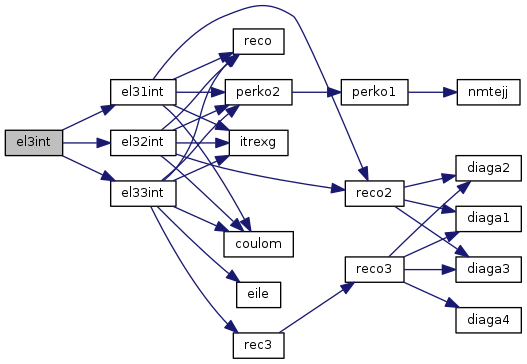 el3int
el31int
el32int
el33int
reco
perko2
itrexg
coulom
eile
rec3
perko1
reco2
reco3
nmtejj
diaga2
diaga1
diaga3
diaga4